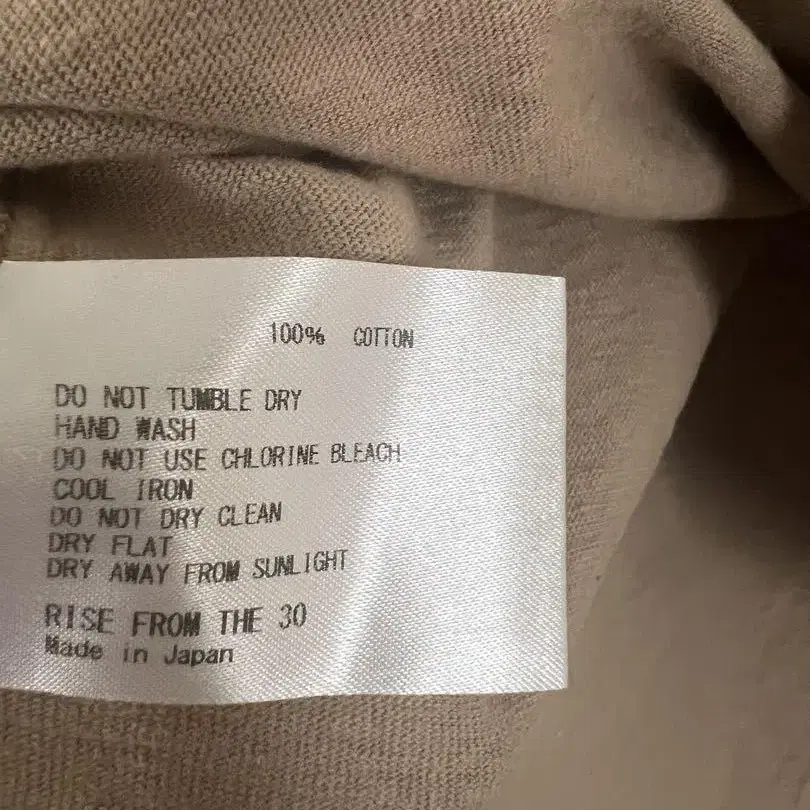 100% COTTON
DO NOT TUMBLE DRY
HAND WASH
DO NOT USE CHLORINE BLEACH
COOL IRON
DO NOT DRY CLEAN
DRY FLAT
DRY AWAY FROM SUNLIGHT
RISE FROM THE 30
Made in Japan